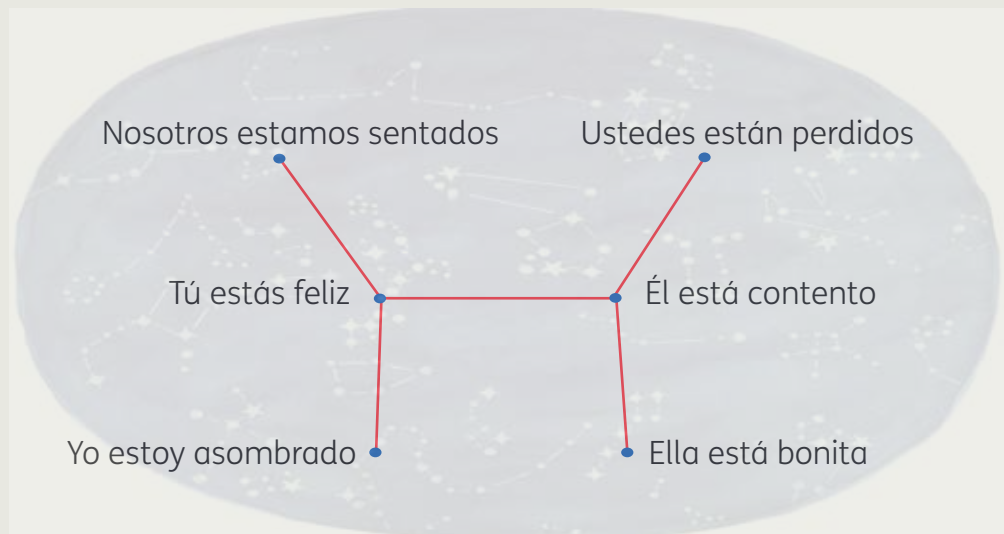 Nosotros estamos sentados
Ustedes están perdidos
Tú estás feliz
Él está contento
Yo estoy asombrado
Ella está bonita